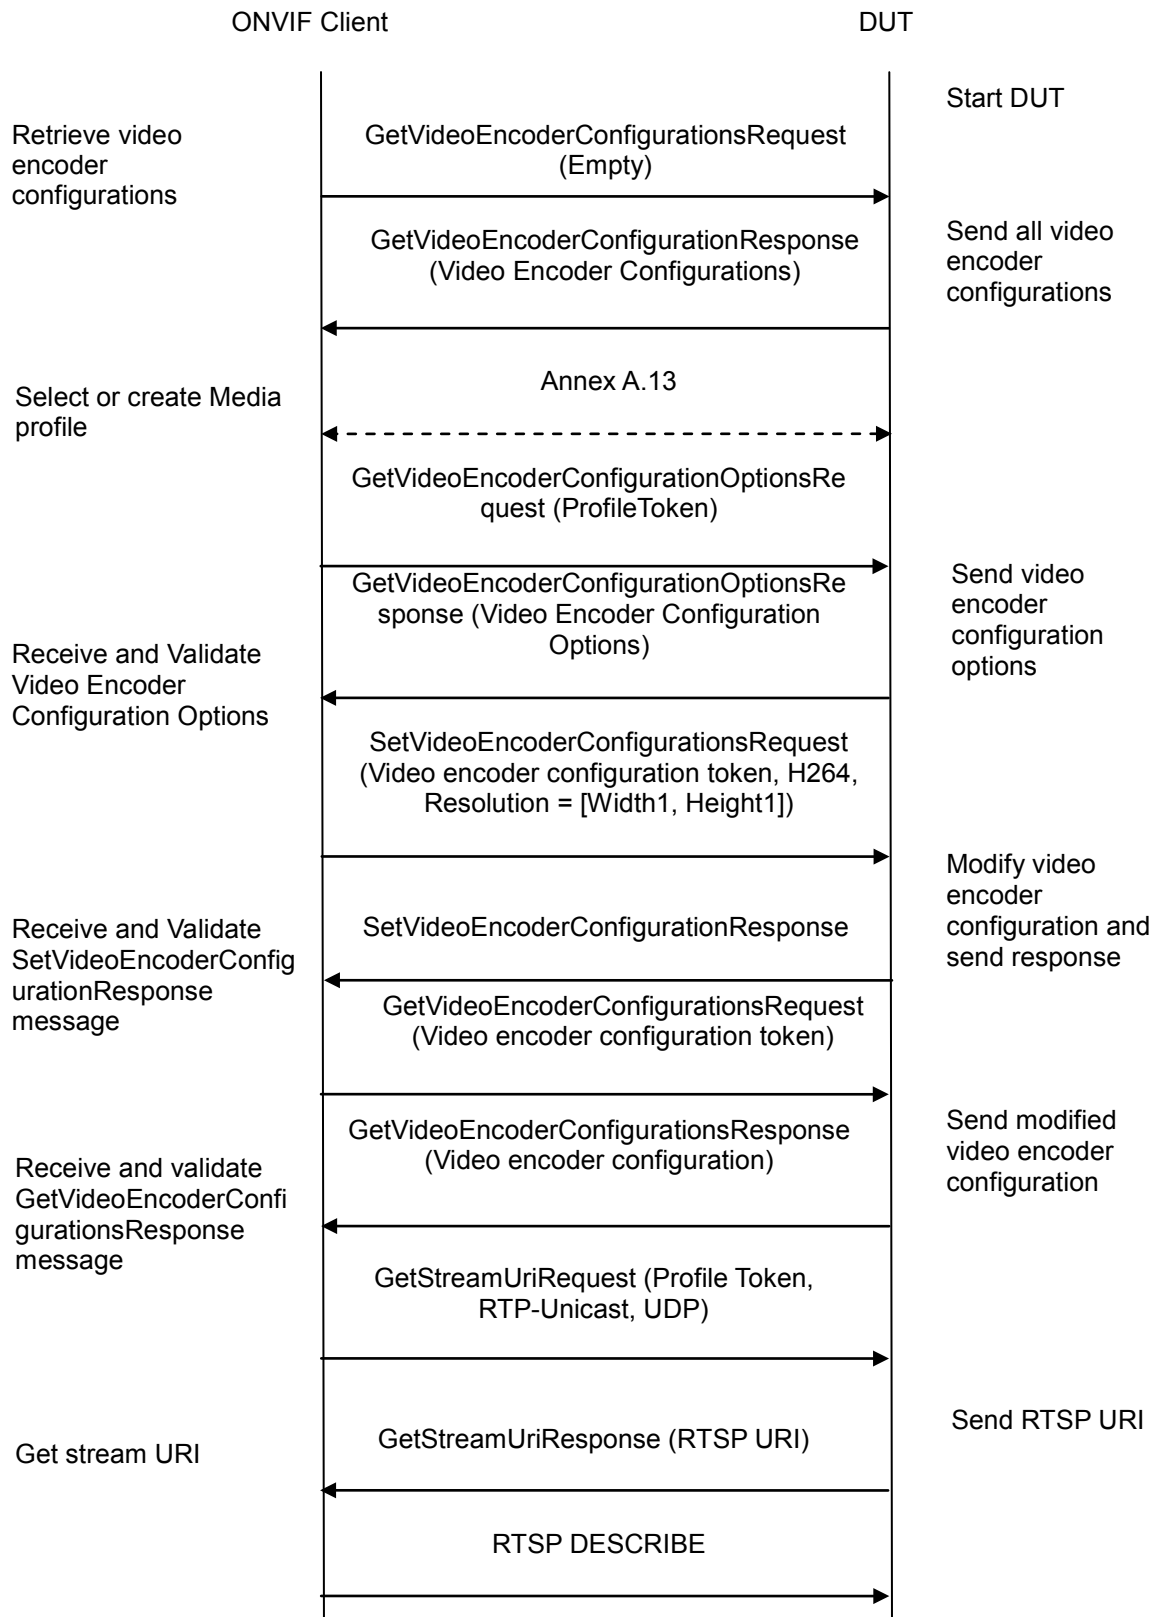 ONVIF Client
DUT
Start DUT
Retrieve video
encoder
configurations
GetVideoEncoderConfigurationsRequest
(Empty)
GetVideoEncoderConfigurationResponse
(Video Encoder Configurations)
Send all video
encoder
configurations
Select or create Media
profile
Annex A.13
GetVideoEncoderConfigurationOptionsRe
quest (ProfileToken)
GetVideoEncoderConfigurationOptionsRe
sponse (Video Encoder Configuration
Options)
Send video
encoder
configuration
options
Receive and Validate
Video Encoder
Configuration Options
SetVideoEncoderConfigurationsRequest
(Video encoder configuration token, H264,
Resolution = [Width1, Height1])
Modify video
encoder
configuration and
send response
Receive and Validate
SetVideoEncoderConfig
urationResponse
message
SetVideoEncoderConfigurationResponse
GetVideoEncoderConfigurationsRequest
(Video encoder configuration token)
Send modified
video encoder
configuration
GetVideoEncoderConfigurationsResponse
(Video encoder configuration)
Receive and validate
GetVideoEncoderConfi
gurationsResponse
message
GetStreamUriRequest (Profile Token,
RTP-Unicast, UDP)
Send RTSP URI
Get stream URI
GetStreamUriResponse (RTSP URI)
RTSP DESCRIBE